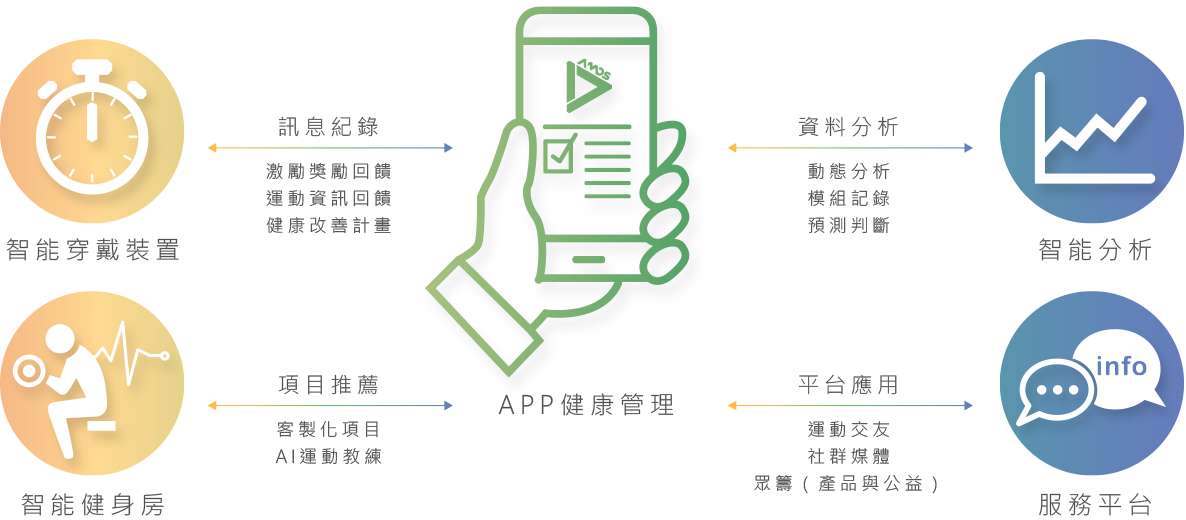 AMDS
訊息紀錄
激勵獎勵回饋
運動資訊回饋
健康改善計畫
智能穿戴裝置
資料分析
動態分析
模組記錄
預測判斷
智能分析
項目推薦
客製化項目
AI運動教練
智能健身房
APP健康管理
平台應用
運動交友
社群媒體
眾籌(產品與公益)
info
服務平台